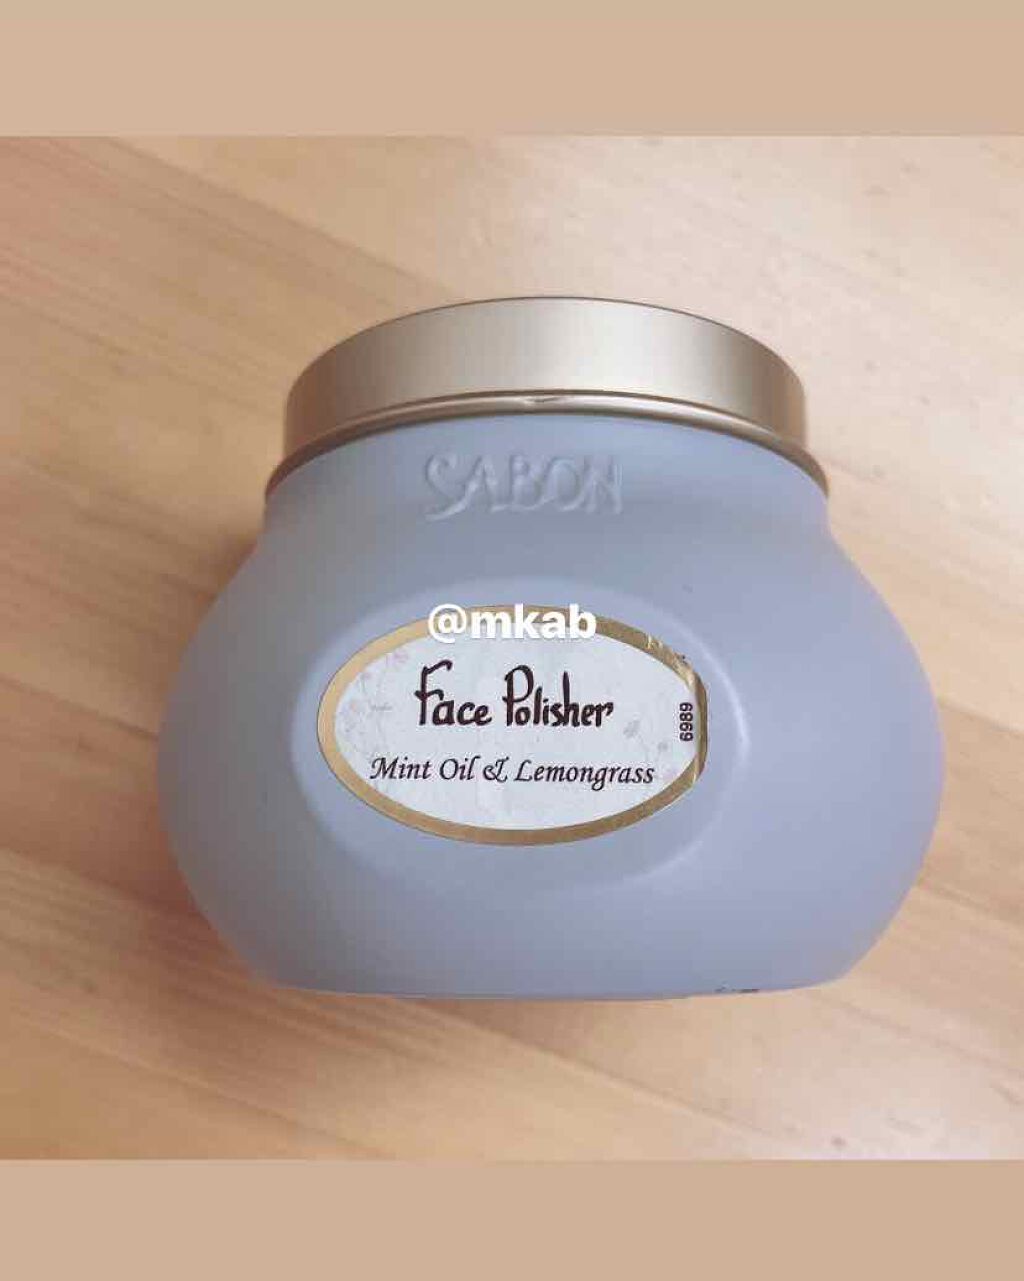 SABON
@mkab
Face Polisher
6989
Mint Oil & Lemongrass